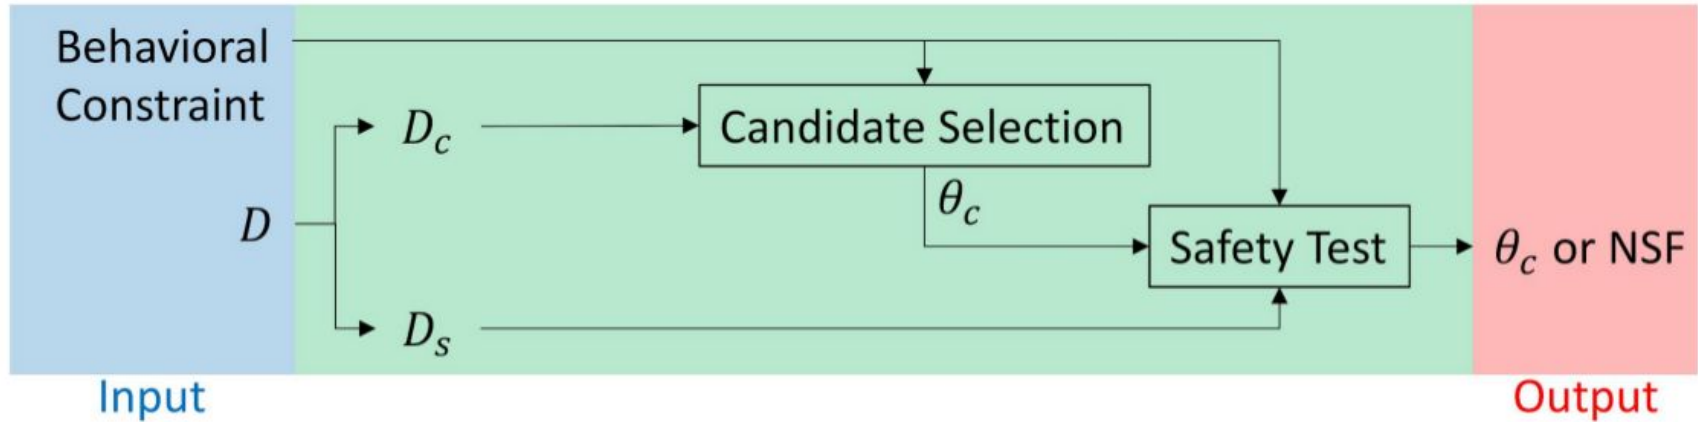 Behavioral
Constraint
D_c
Candidate Selection
θ_c
D
Safety Test
θ_c or NSF
D_s
Input
Output